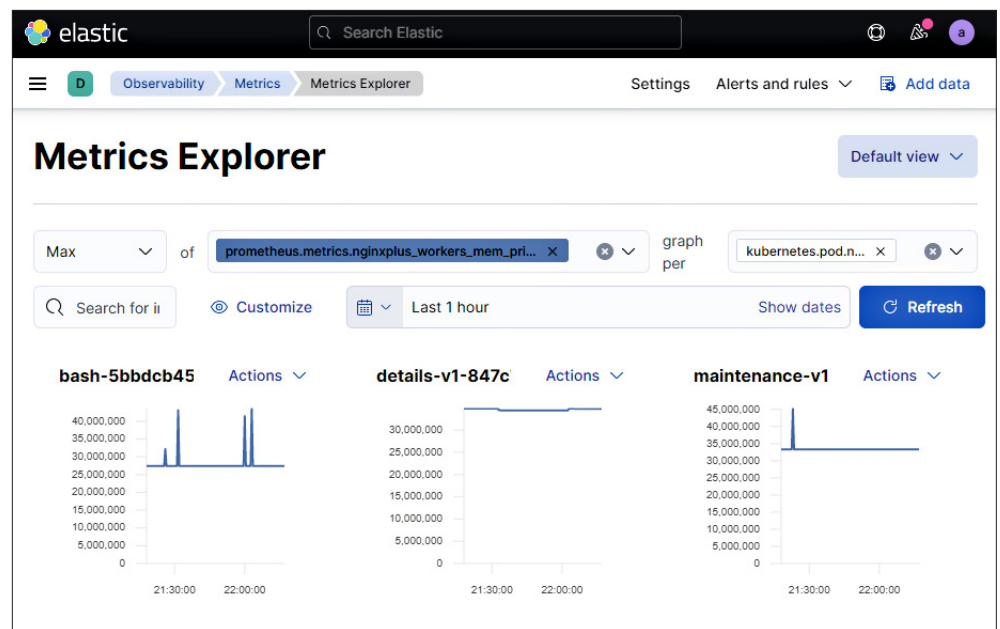 elastic
Search Elastic
a
D
Observability
Metrics
Metrics Explorer
Settings
Alerts and rules
Add data
Metrics Explorer
Default view
Max
of
prometheus.metrics.nginxplus_workers_mem_pri...
graph
per
kubernetes.pod.n...
Search for i
Customize
Last 1 hour
Show dates
Refresh
bash-5bbdcb45
Actions
40,000,000
35,000,000
30,000,000
25,000,000
20,000,000
15,000,000
10,000,000
5,000,000
0
21:30:00
22:00:00
details-v1-847c
Actions
30,000,000
25,000,000
20,000,000
15,000,000
10,000,000
5,000,000
0
21:30:00
22:00:00
maintenance-v1
Actions
45,000,000
40,000,000
35,000,000
30,000,000
25,000,000
20,000,000
15,000,000
10,000,000
5,000,000
0
21:30:00
22:00:00